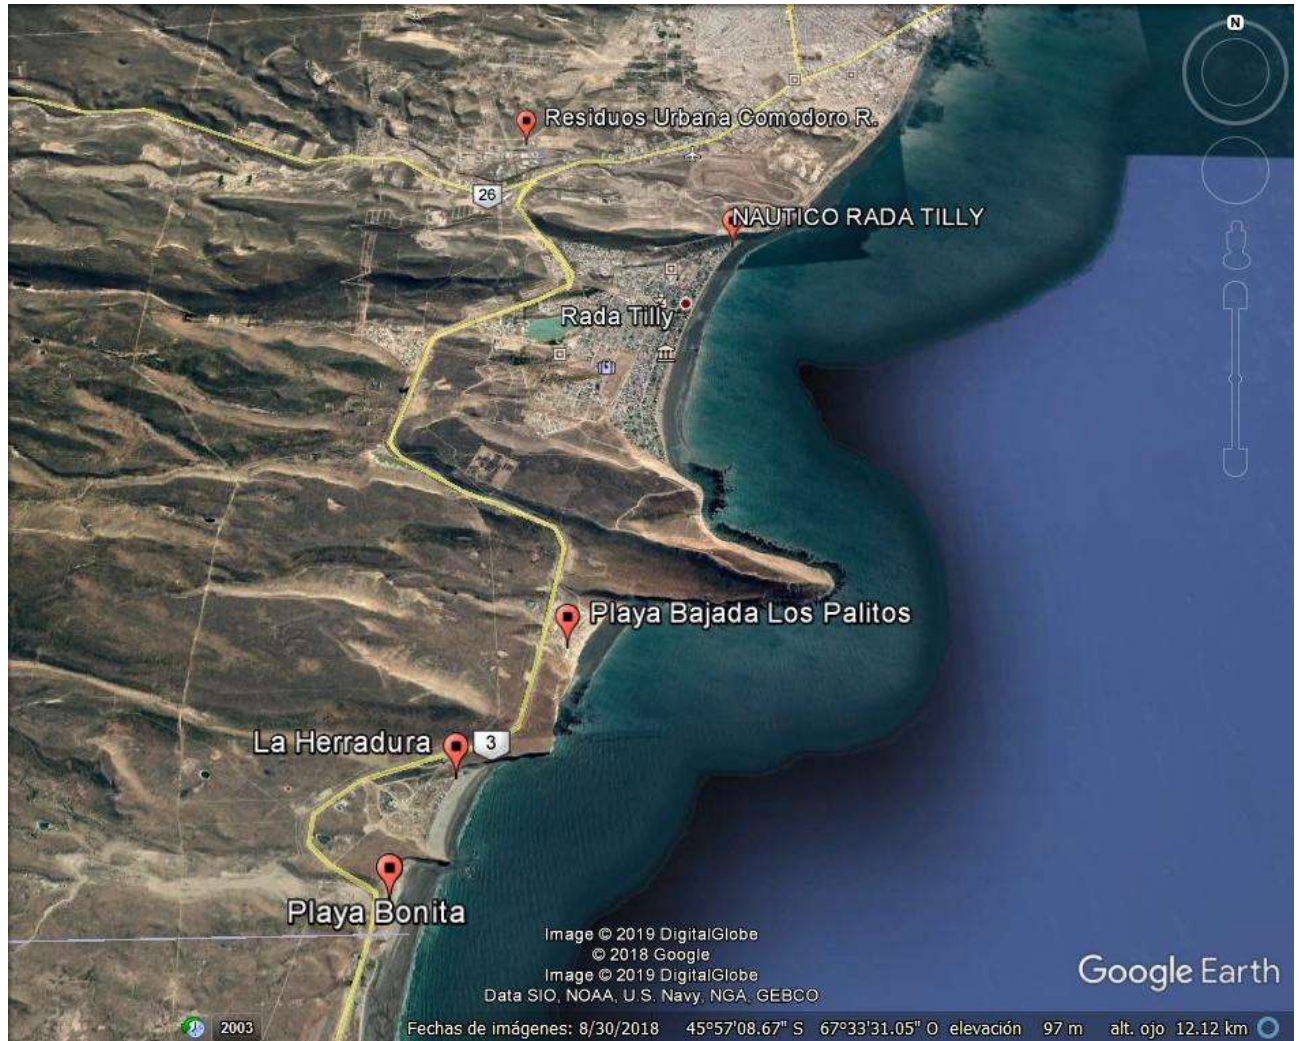 N
Residuos Urbana Comodoro R.
26
NAUTICO RADA TILLY
Rada Tilly
Playa Bajada Los Palitos
La Herradura
3
Playa Bonita
Image © 2019 DigitalGlobe
© 2018 Google
Image © 2019 DigitalGlobe
Data SIO, NOAA, U.S. Navy, NGA, GEBCO
Google Earth
2003
Fechas de imágenes: 8/30/2018 45°57'08.67" S 67°33'31.05" O elevación 97 m alt. ojo 12.12 km